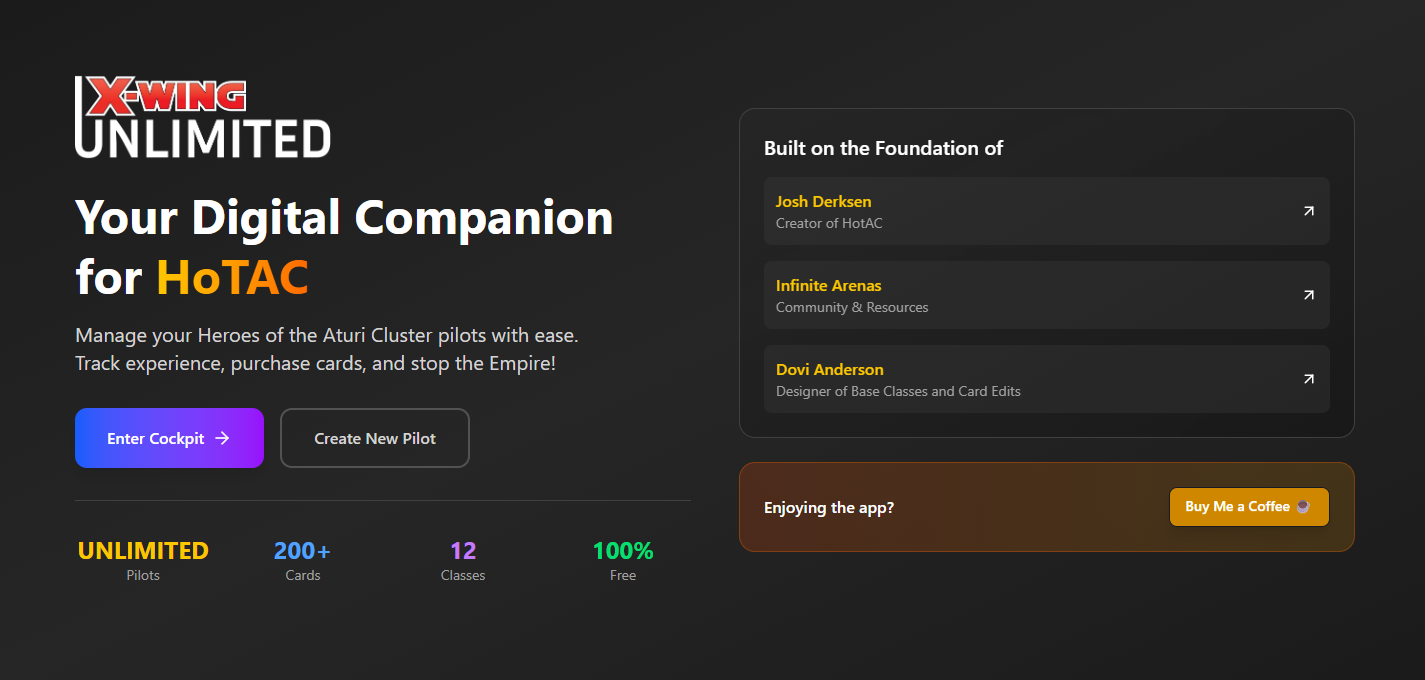 X-WING
UNLIMITED
Your Digital Companion
for HoTAC
Manage your Heroes of the Aturi Cluster pilots with ease.
Track experience, purchase cards, and stop the Empire!
Enter Cockpit →
Create New Pilot
UNLIMITED
Pilots
200+
Cards
12
Classes
100%
Free
Built on the Foundation of
Josh Derksen
Creator of HotAC
Infinite Arenas
Community & Resources
Dovi Anderson
Designer of Base Classes and Card Edits
Enjoying the app?
Buy Me a Coffee